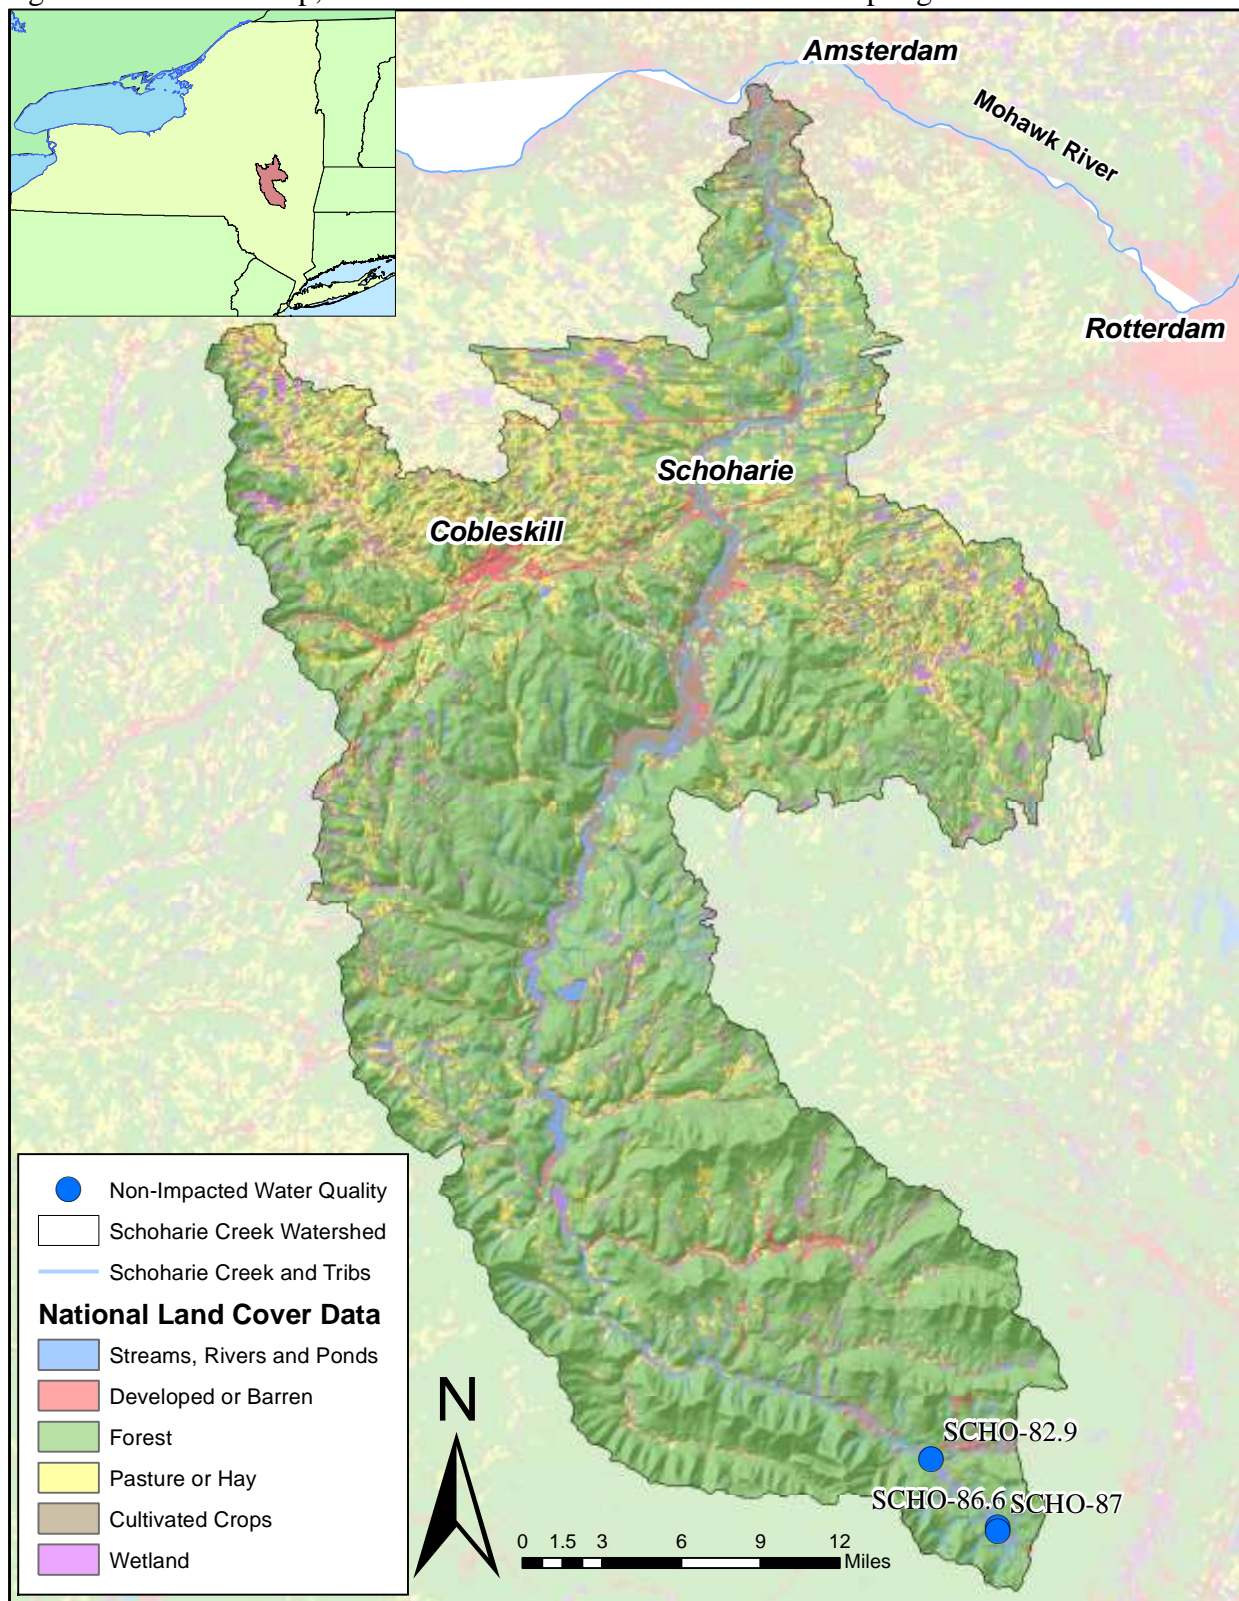 Amsterdam
Mohawk River
Rotterdam
Schoharie
Cobleskill
Non-Impacted Water Quality
Schoharie Creek Watershed
Schoharie Creek and Tribs
National Land Cover Data
Streams, Rivers and Ponds
Developed or Barren
Forest
Pasture or Hay
Cultivated Crops
Wetland
N
SCHO-82.9
SCHO-86.6 SCHO-87
0 1.5 3 6 9 12
Miles